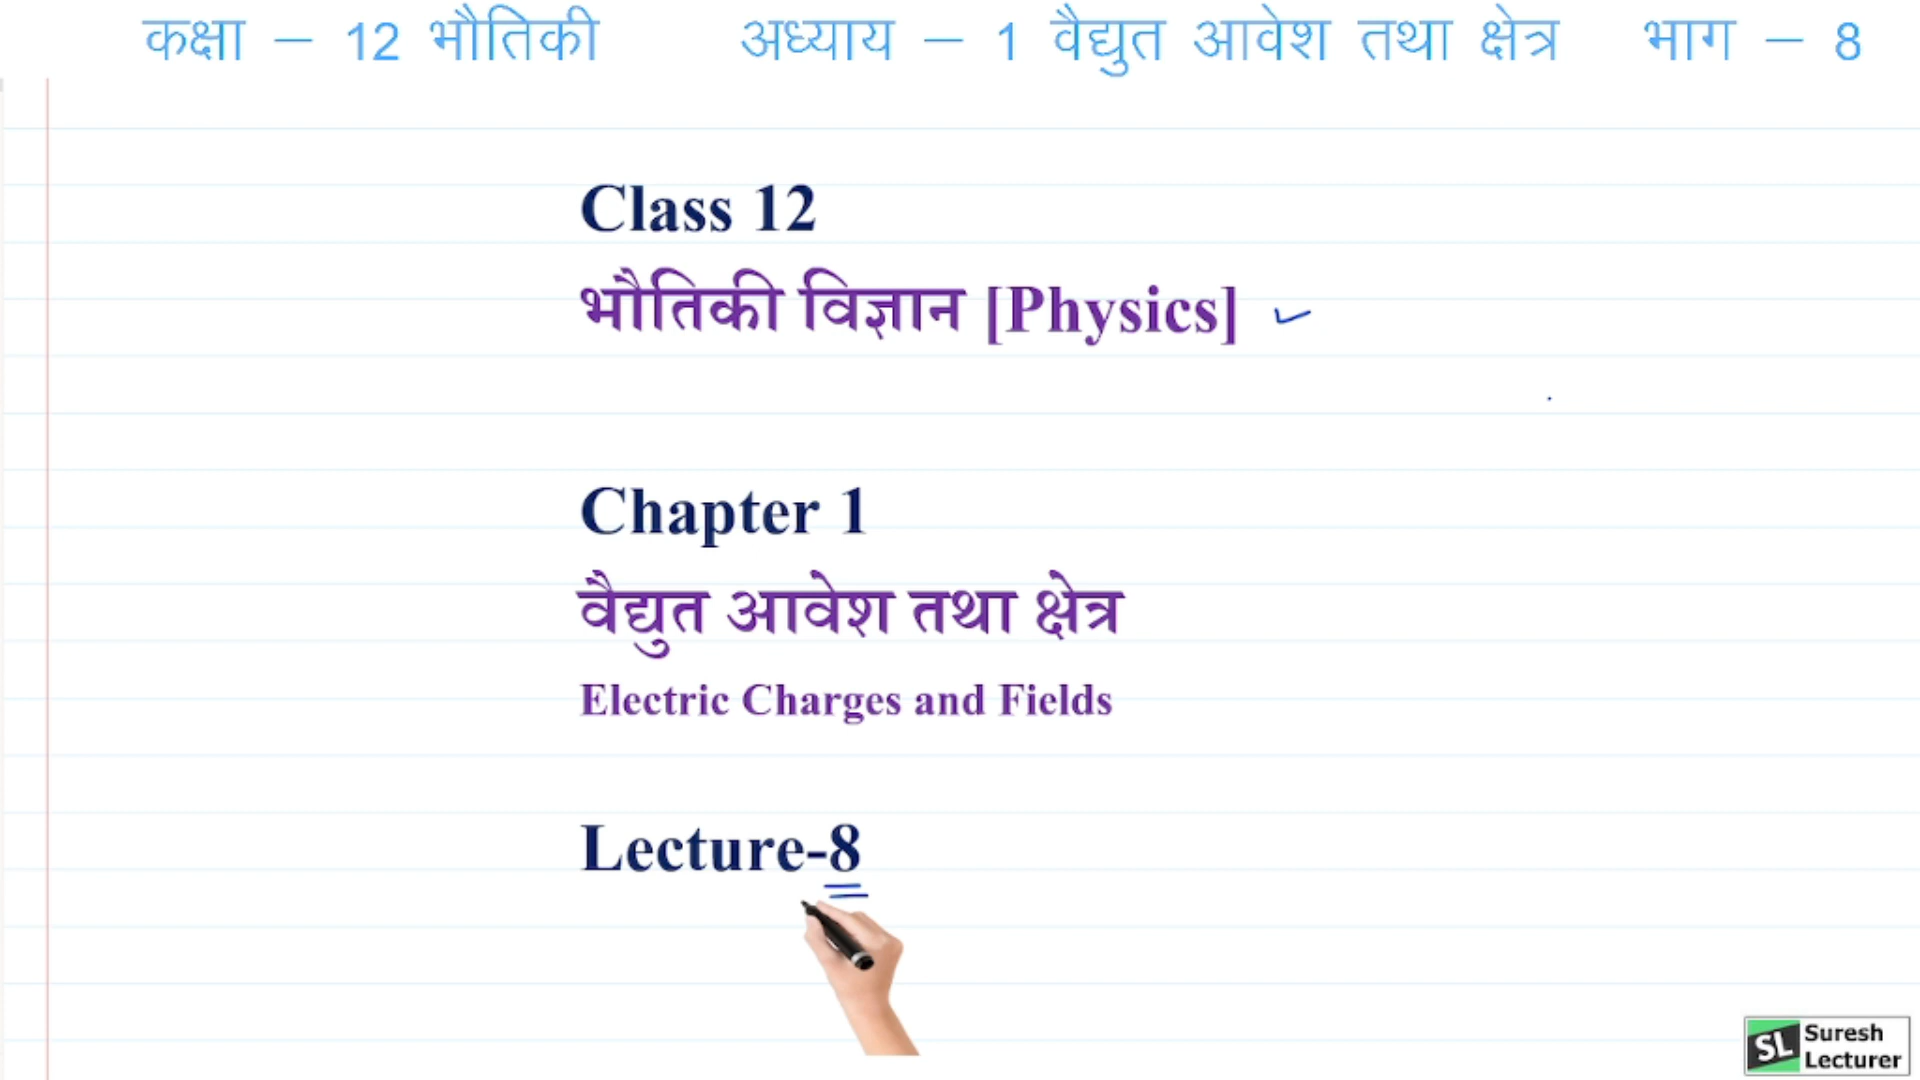 कक्षा – 12 भौतिकी अध्याय – 1 वैद्युत आवेश तथा क्षेत्र भाग – 8
Class 12
भौतिकी विज्ञान [Physics]
Chapter 1
वैद्युत आवेश तथा क्षेत्र
Electric Charges and Fields
Lecture-8
SL Suresh
Lecturer